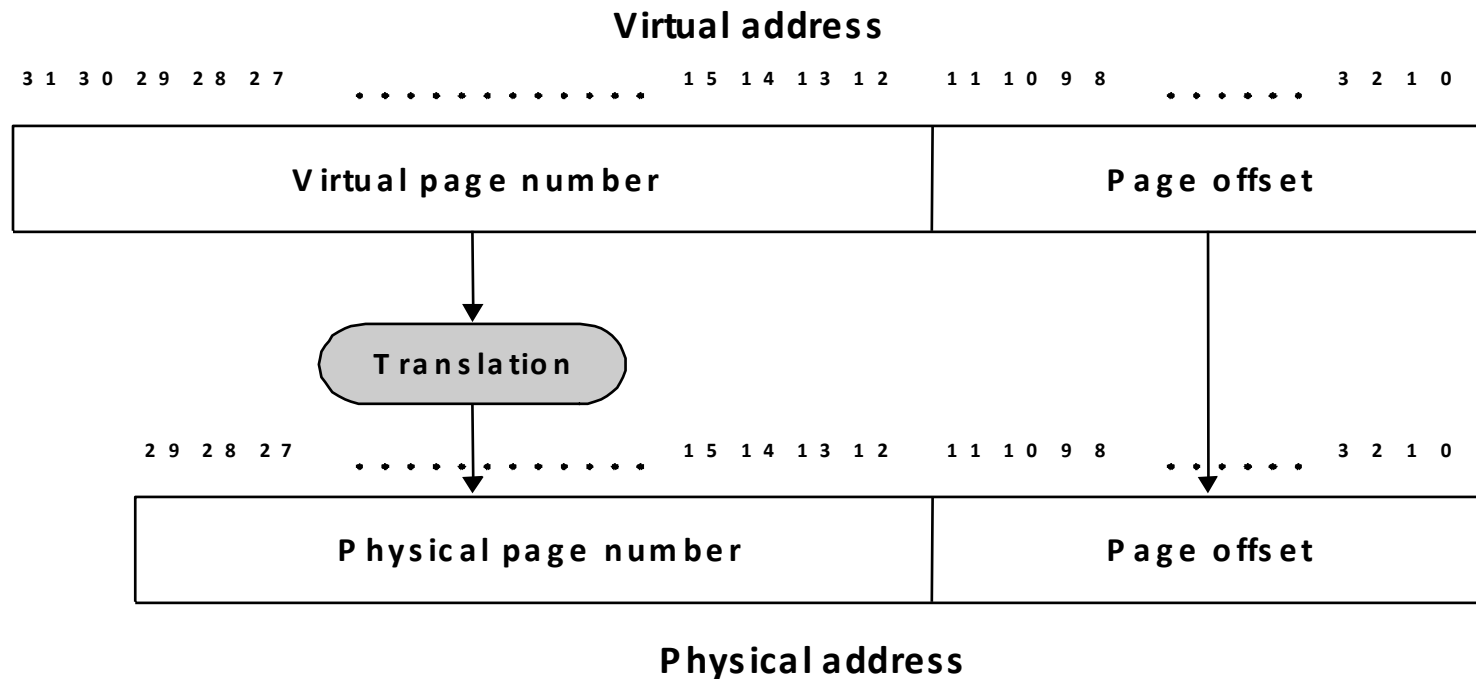 Virtual address
31 30 29 28 27 ............ 15 14 13 12 11 10 9 8 ...... 3 2 1 0
Virtual page number Page offset
Translation
29 28 27 ............ 15 14 13 12 11 10 9 8 ...... 3 2 1 0
Physical page number Page offset
Physical address